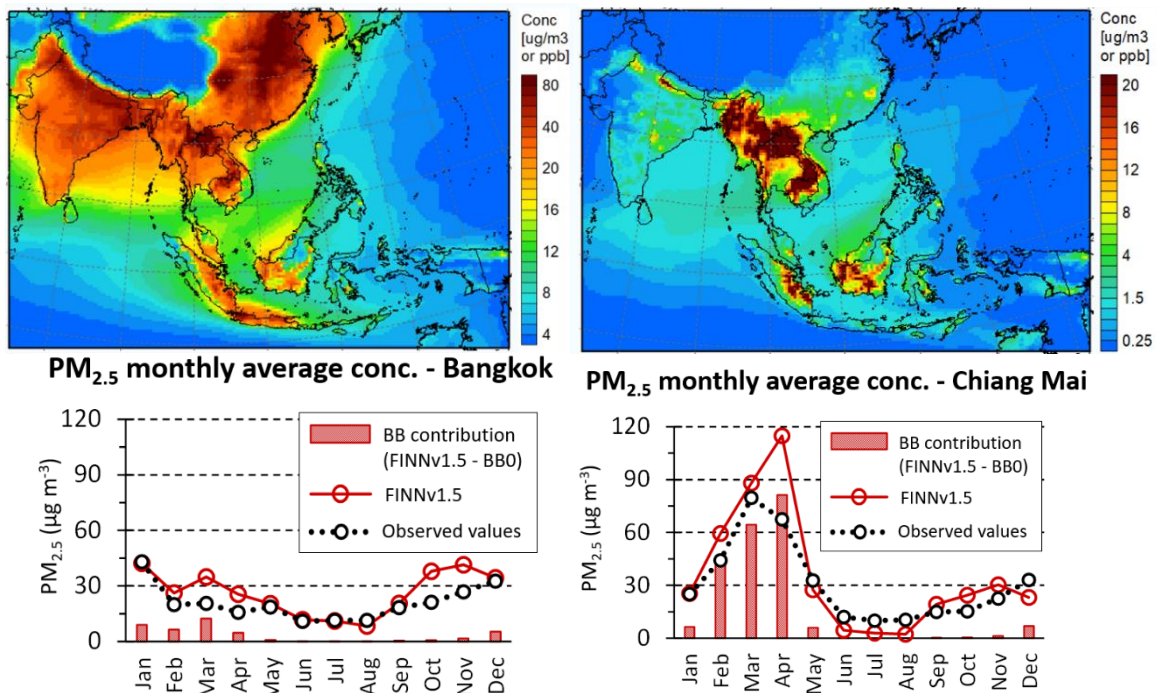 Conc
[ug/m3
or ppb]
80
40
20
16
12
8
4
Conc
[ug/m3
or ppb]
20
16
12
8
4
1.5
0.25
PM2.5 monthly average conc. - Bangkok
120
90
60
30
0
PM2.5 (µg m-3)
BB contribution
(FINNv1.5 - BB0)
FINNv1.5
Observed values
Jan
Feb
Mar
Apr
May
Jun
Jul
Aug
Sep
Oct
Nov
Dec
PM2.5 monthly average conc. - Chiang Mai
120
90
60
30
0
PM2.5 (µg m-3)
BB contribution
(FINNv1.5 - BB0)
FINNv1.5
Observed values
Jan
Feb
Mar
Apr
May
Jun
Jul
Aug
Sep
Oct
Nov
Dec